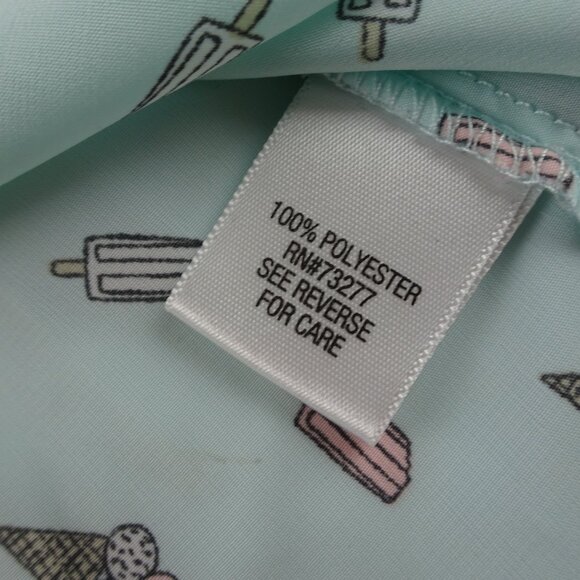 100% POLYESTER
RN#73277
SEE REVERSE
FOR CARE